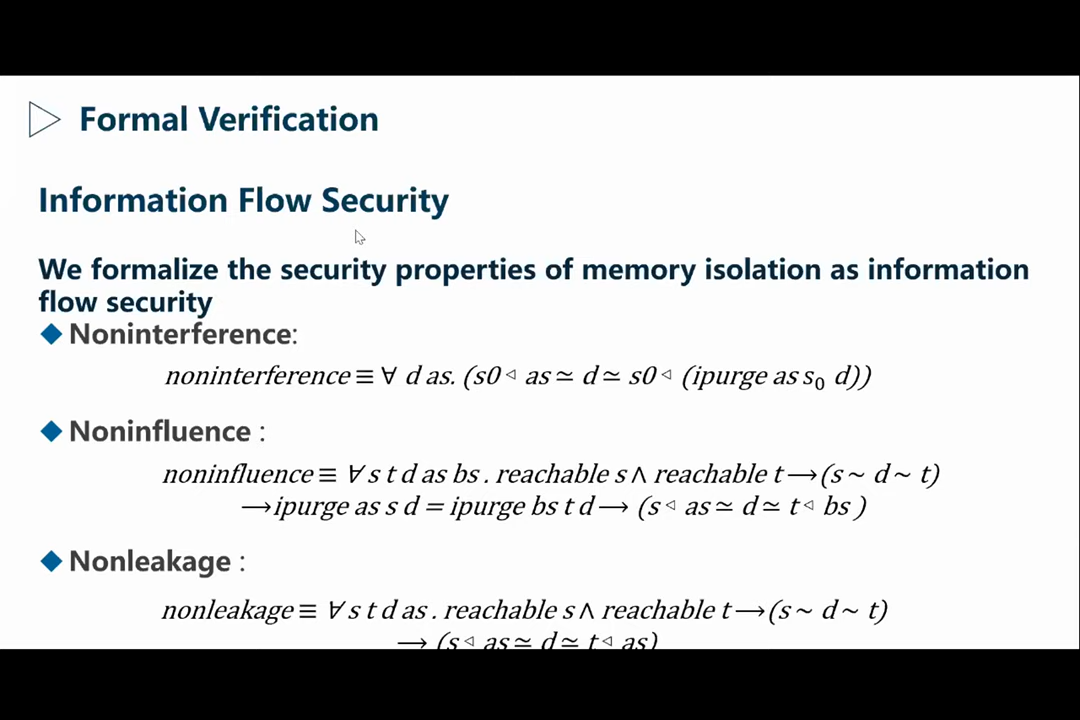 Formal Verification
Information Flow Security
We formalize the security properties of memory isolation as information
flow security
Noninterference:
noninterference ≡ ∀ d as. (s0 ◁ as ≃ d ≃ s0 ◁ (ipurge as s₀ d))
Noninfluence :
noninfluence ≡ ∀ s t d as bs . reachable s ∧ reachable t ⟶ (s ~ d ~ t)
⟶ ipurge as s d = ipurge bs t d ⟶ (s ◁ as ≃ d ≃ t ◁ bs )
Nonleakage :
nonleakage ≡ ∀ s t d as . reachable s ∧ reachable t ⟶ (s ~ d ~ t)
⟶ (s ◁ as ≃ d ≃ t ◁ as)